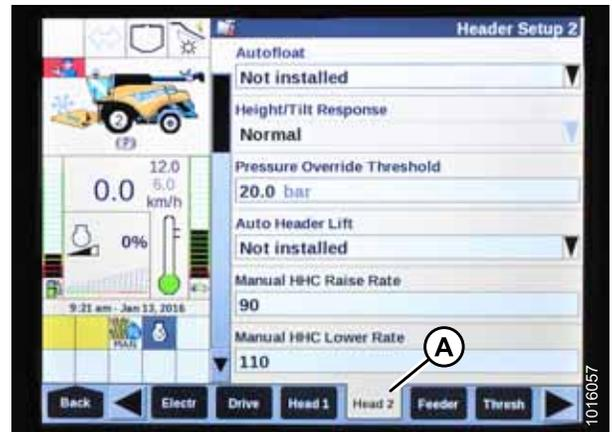 Header Setup 2
Autofloat
Not installed
Height/Tilt Response
Normal
Pressure Override Threshold
20.0 bar
Auto Header Lift
Not installed
Manual HHC Raise Rate
90
Manual HHC Lower Rate
110
2
(P)
12.0
0.0
6.0
km/h
0%
9:21 am - Jan 13, 2016
MAN
A
Back
Electr
Drive
Head 1
Head 2
Feeder
Thresh
1016057